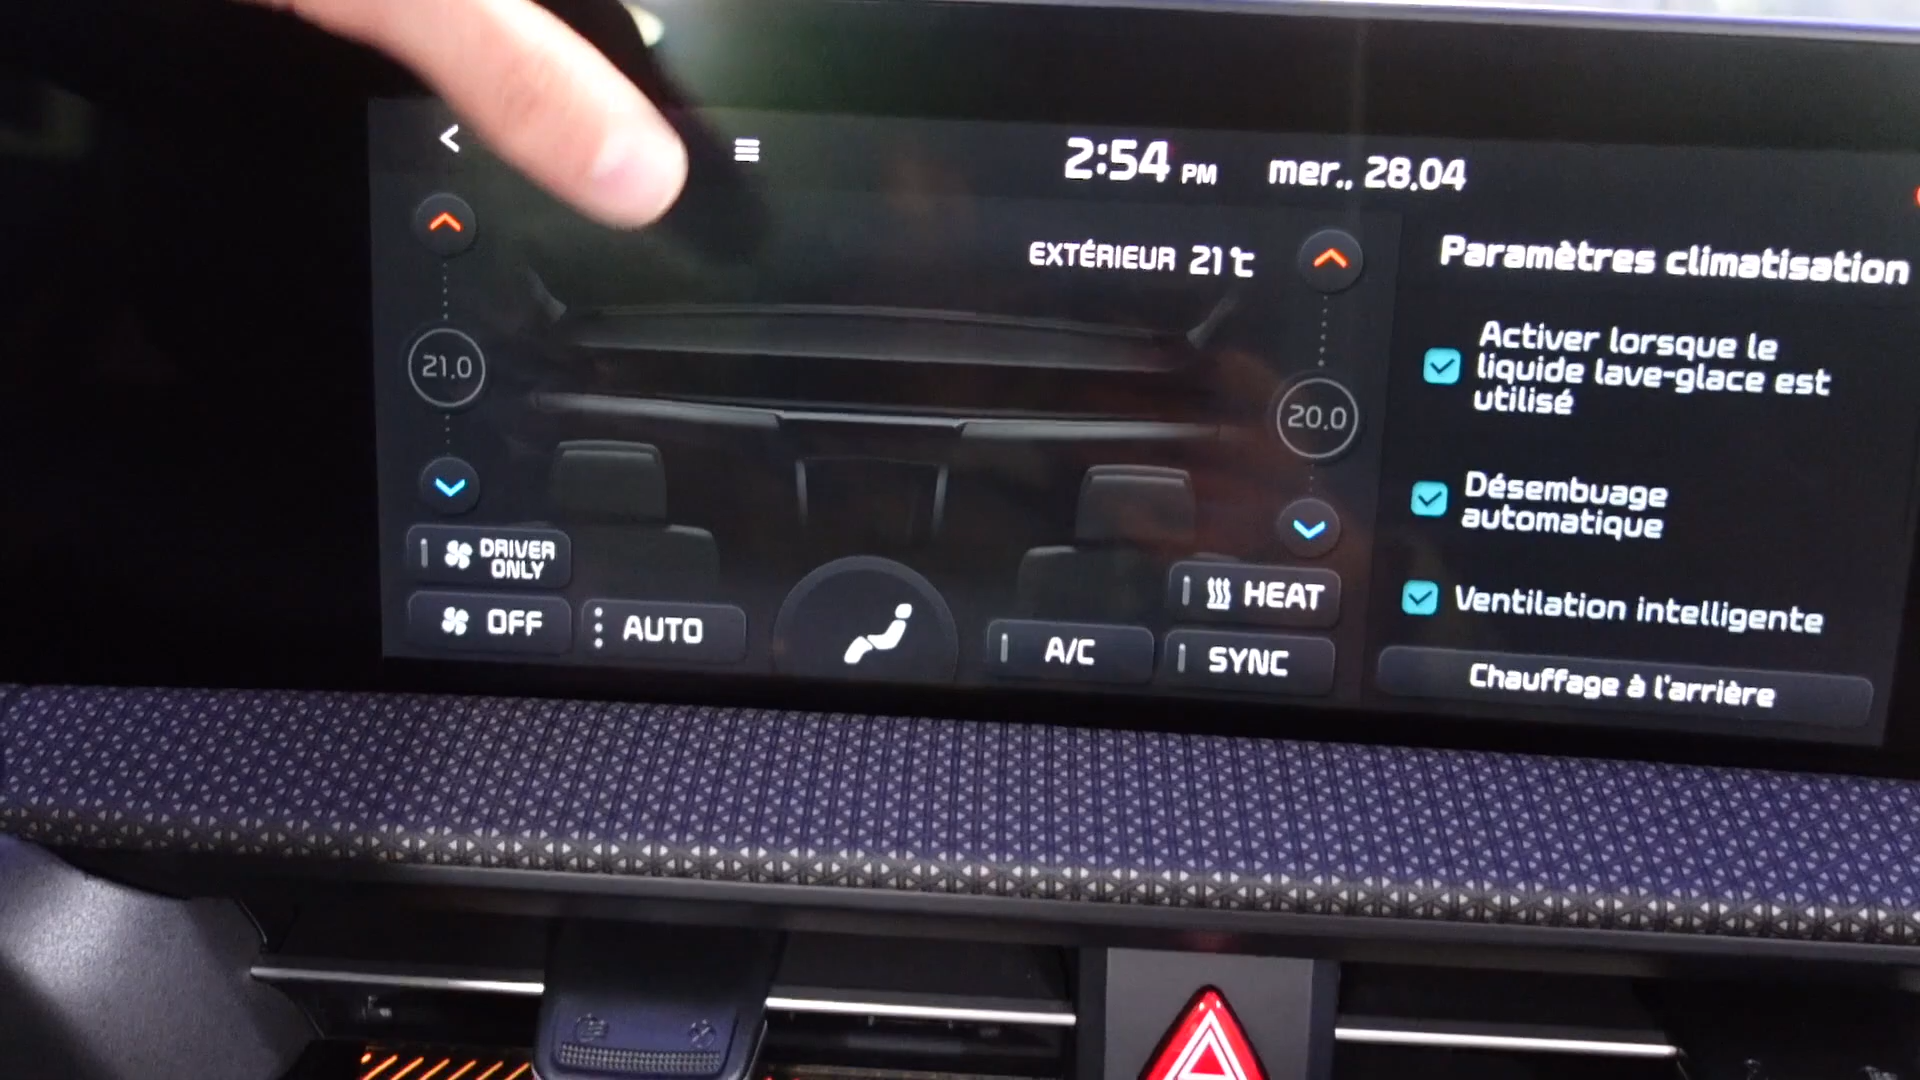 2:54 PM mer., 28.04
EXTÉRIEUR 21℃
21.0
20.0
DRIVER
ONLY
OFF
AUTO
A/C
HEAT
SYNC
Paramètres climatisation
Activer lorsque le
liquide lave-glace est
utilisé
Désembuage
automatique
Ventilation intelligente
Chauffage à l'arrière